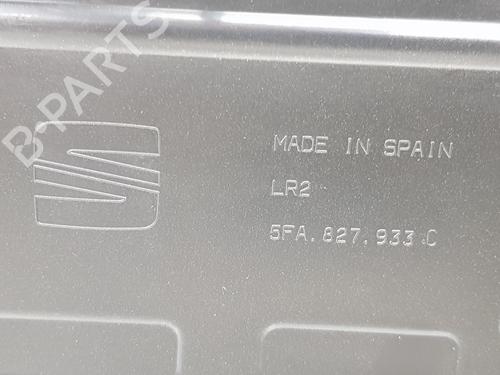 B-PARTS
MADE IN SPAIN
LR2
5FA.827.933 C